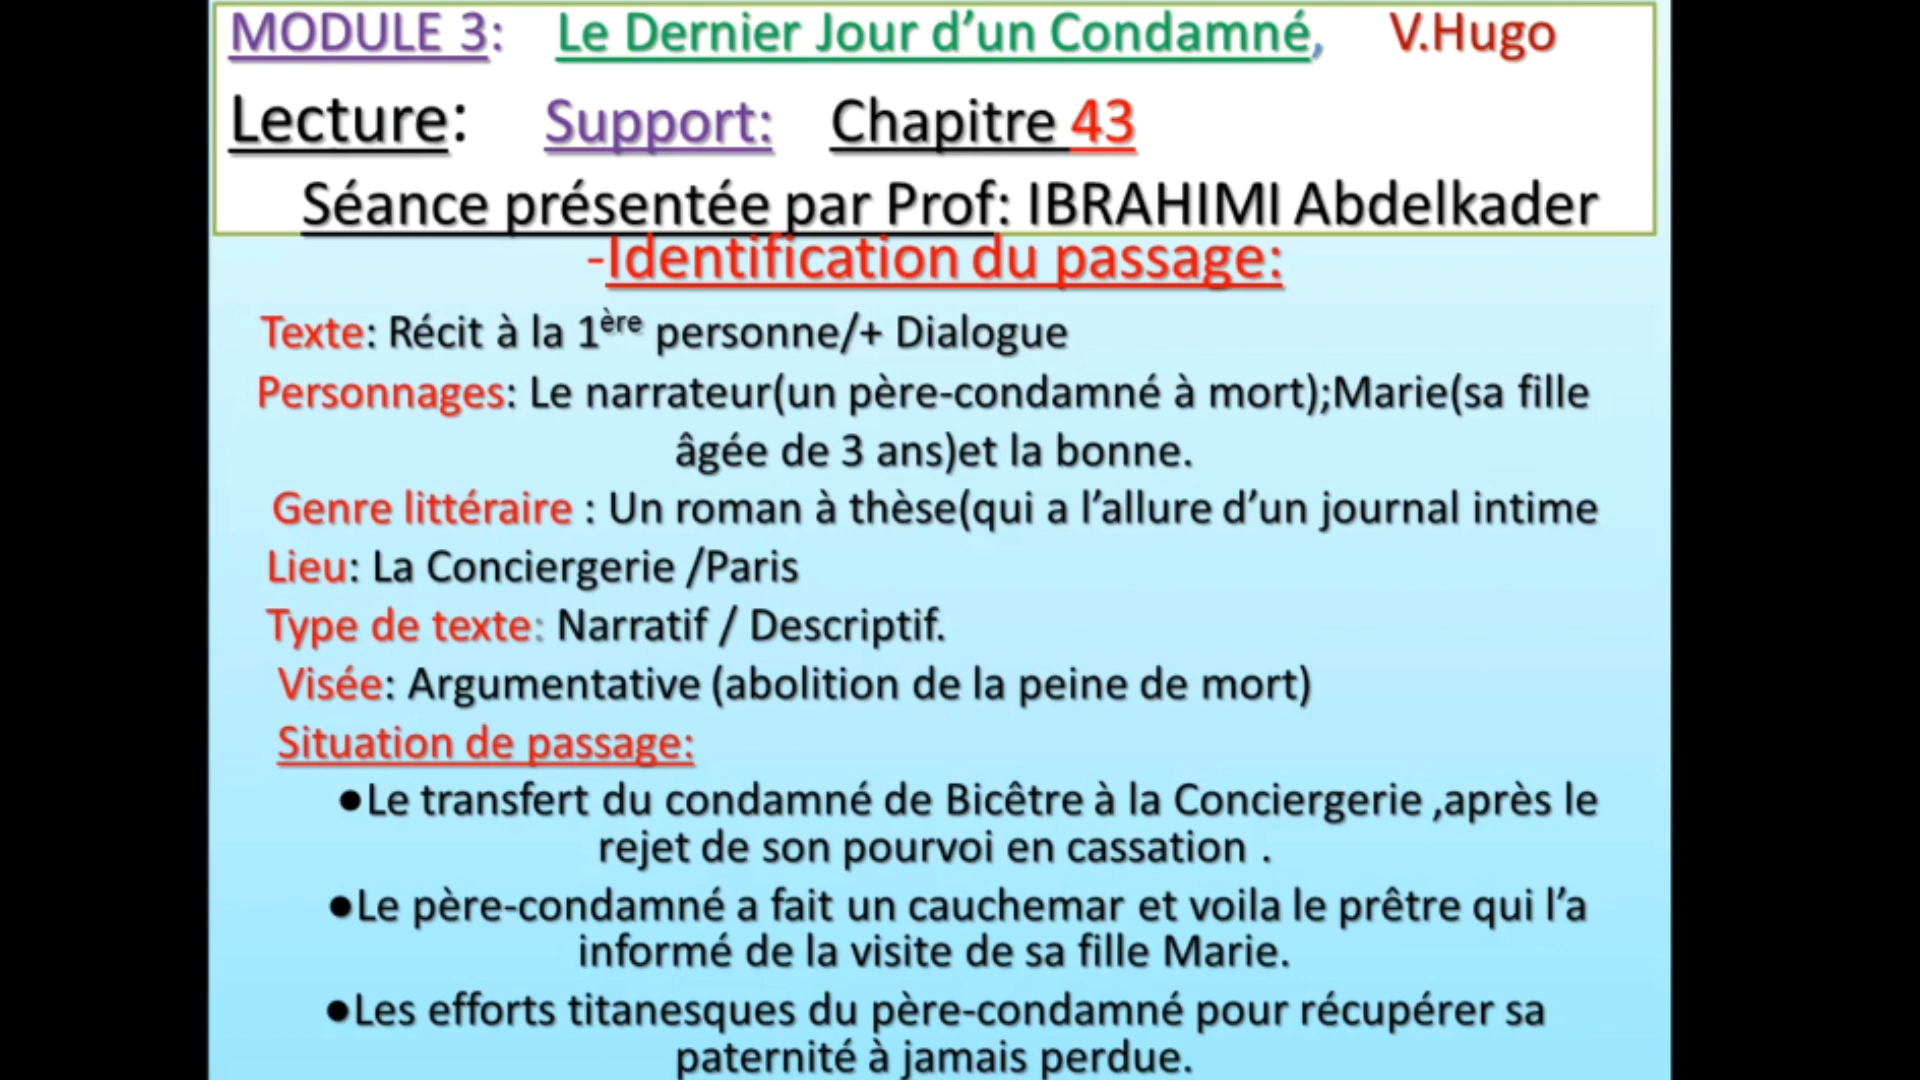 MODULE 3: Le Dernier Jour d’un Condamné, V.Hugo
Lecture: Support: Chapitre 43
Séance présentée par Prof: IBRAHIMI Abdelkader
-Identification du passage:
Texte: Récit à la 1ère personne/+ Dialogue
Personnages: Le narrateur(un père-condamné à mort);Marie(sa fille
âgée de 3 ans)et la bonne.
Genre littéraire : Un roman à thèse(qui a l’allure d’un journal intime
Lieu: La Conciergerie /Paris
Type de texte: Narratif / Descriptif.
Visée: Argumentative (abolition de la peine de mort)
Situation de passage:
●Le transfert du condamné de Bicêtre à la Conciergerie ,après le
rejet de son pourvoi en cassation .
●Le père-condamné a fait un cauchemar et voila le prêtre qui l’a
informé de la visite de sa fille Marie.
●Les efforts titanesques du père-condamné pour récupérer sa
paternité à jamais perdue.